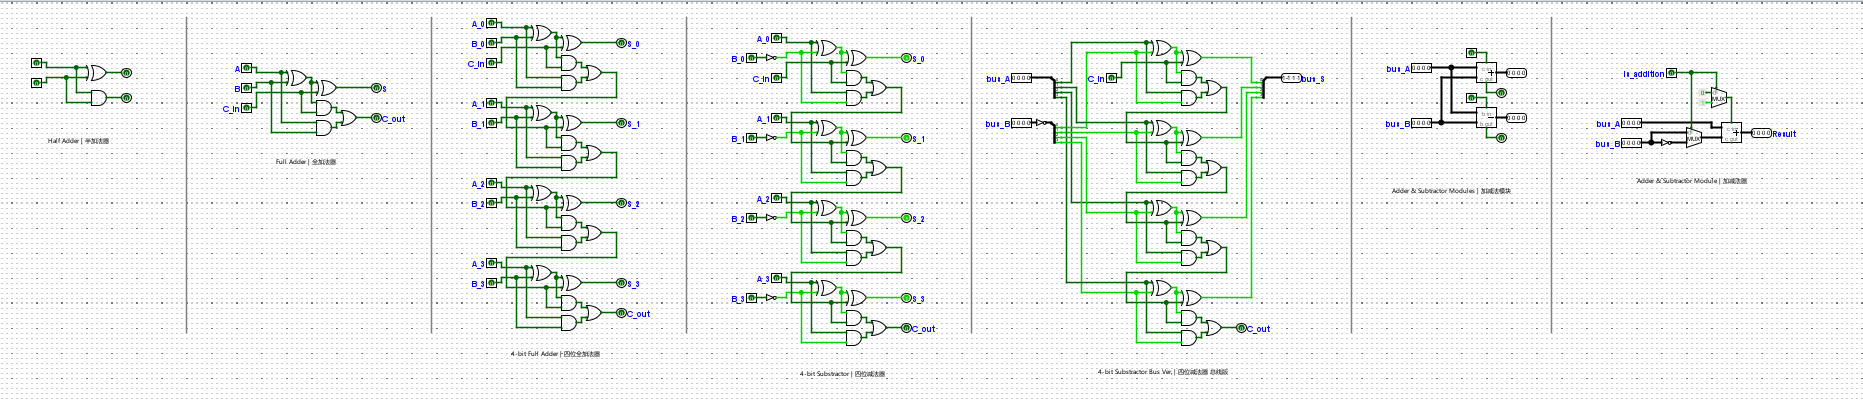 Half Adder | 半加法器
A
B
C_in
S
C_out
Full Adder | 全加法器
A_0
B_0
C_in
S_0
A_1
B_1
S_1
A_2
B_2
S_2
A_3
B_3
S_3
C_out
4-bit Full Adder | 四位全加法器
A_0
B_0
C_in
S_0
A_1
B_1
S_1
A_2
B_2
S_2
A_3
B_3
S_3
C_out
4-bit Substractor | 四位减法器
bus_A
0 0 0 0
C_in
bus_S
bus_B
0 0 0 0
C_out
4-bit Substractor Bus Ver. | 四位减法器 总线版
bus_A
0 0 0 0
0 0 0 0
bus_B
0 0 0 0
0 0 0 0
Adder & Subtractor Modules | 加减法模块
is_addition
MUX
bus_A
0 0 0 0
bus_B
0 0 0 0
MUX
0 0 0 0
Result
Adder & Subtractor Module | 加减法器